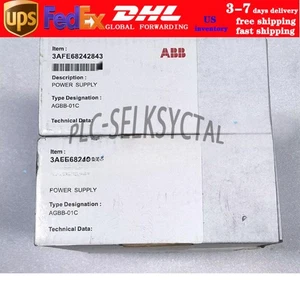 ups
FedEx
DHL
GLOBAL FORWARDING
US
inventory
3-7 days delivery
free shipping
fast shipping
Item :
3AFE68242843
ABB
Description :
POWER SUPPLY
Type Designation :
AGBB-01C
Technical Data:
PLC-SELKSYCTAL
Item :
POWER SUPPLY
Type Designation :
AGBB-01C
Technical Data: